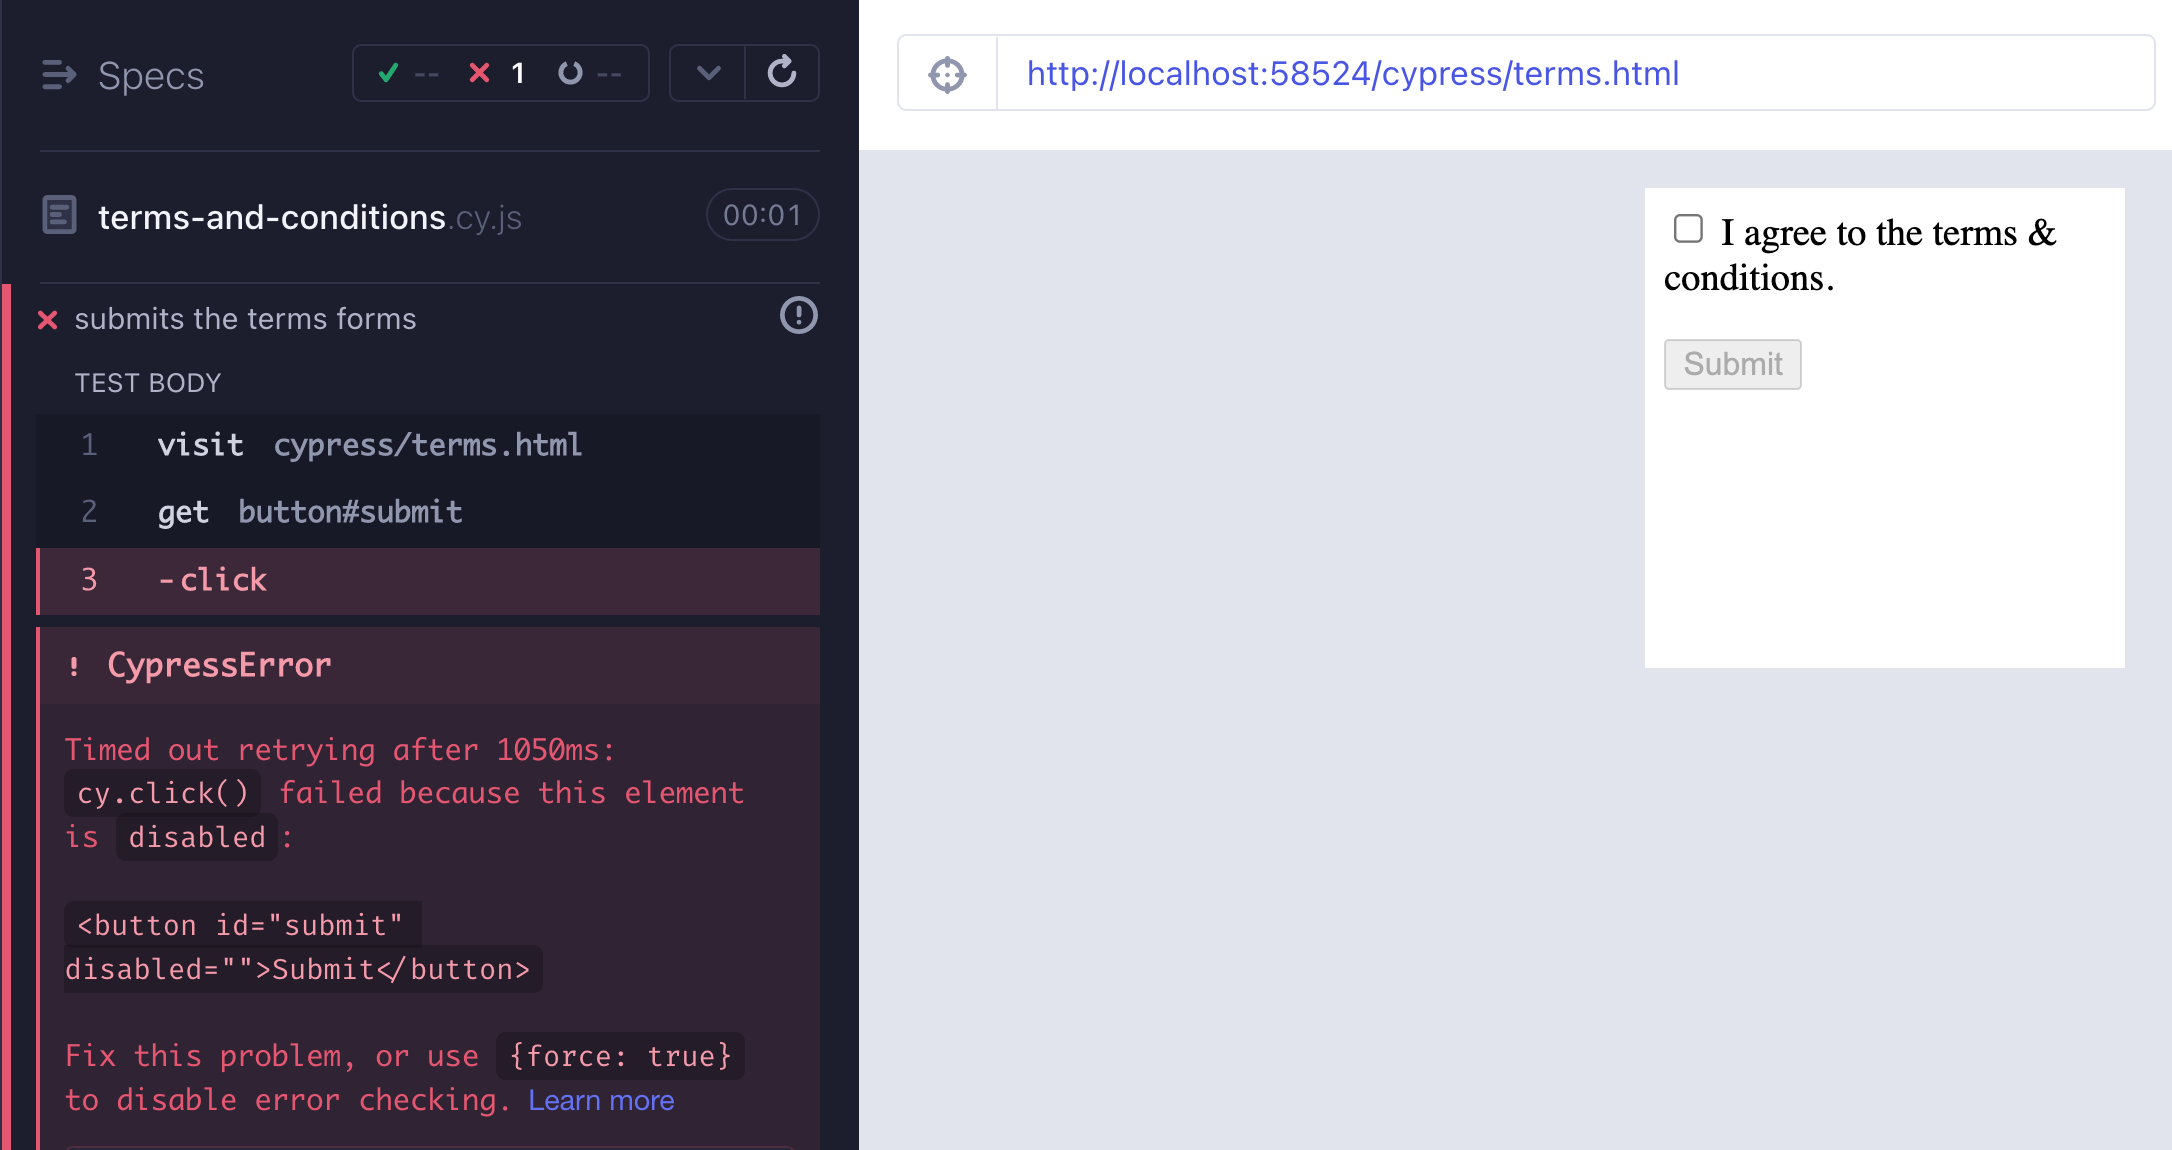 Specs
-- 1 --
terms-and-conditions.cy.js 00:01
submits the terms forms
TEST BODY
1 visit cypress/terms.html
2 get button#submit
3 -click
! CypressError
Timed out retrying after 1050ms:
cy.click() failed because this element
is disabled:
<button id="submit"
disabled="">Submit</button>
Fix this problem, or use {force: true}
to disable error checking. Learn more
http://localhost:58524/cypress/terms.html
I agree to the terms &
conditions.
Submit